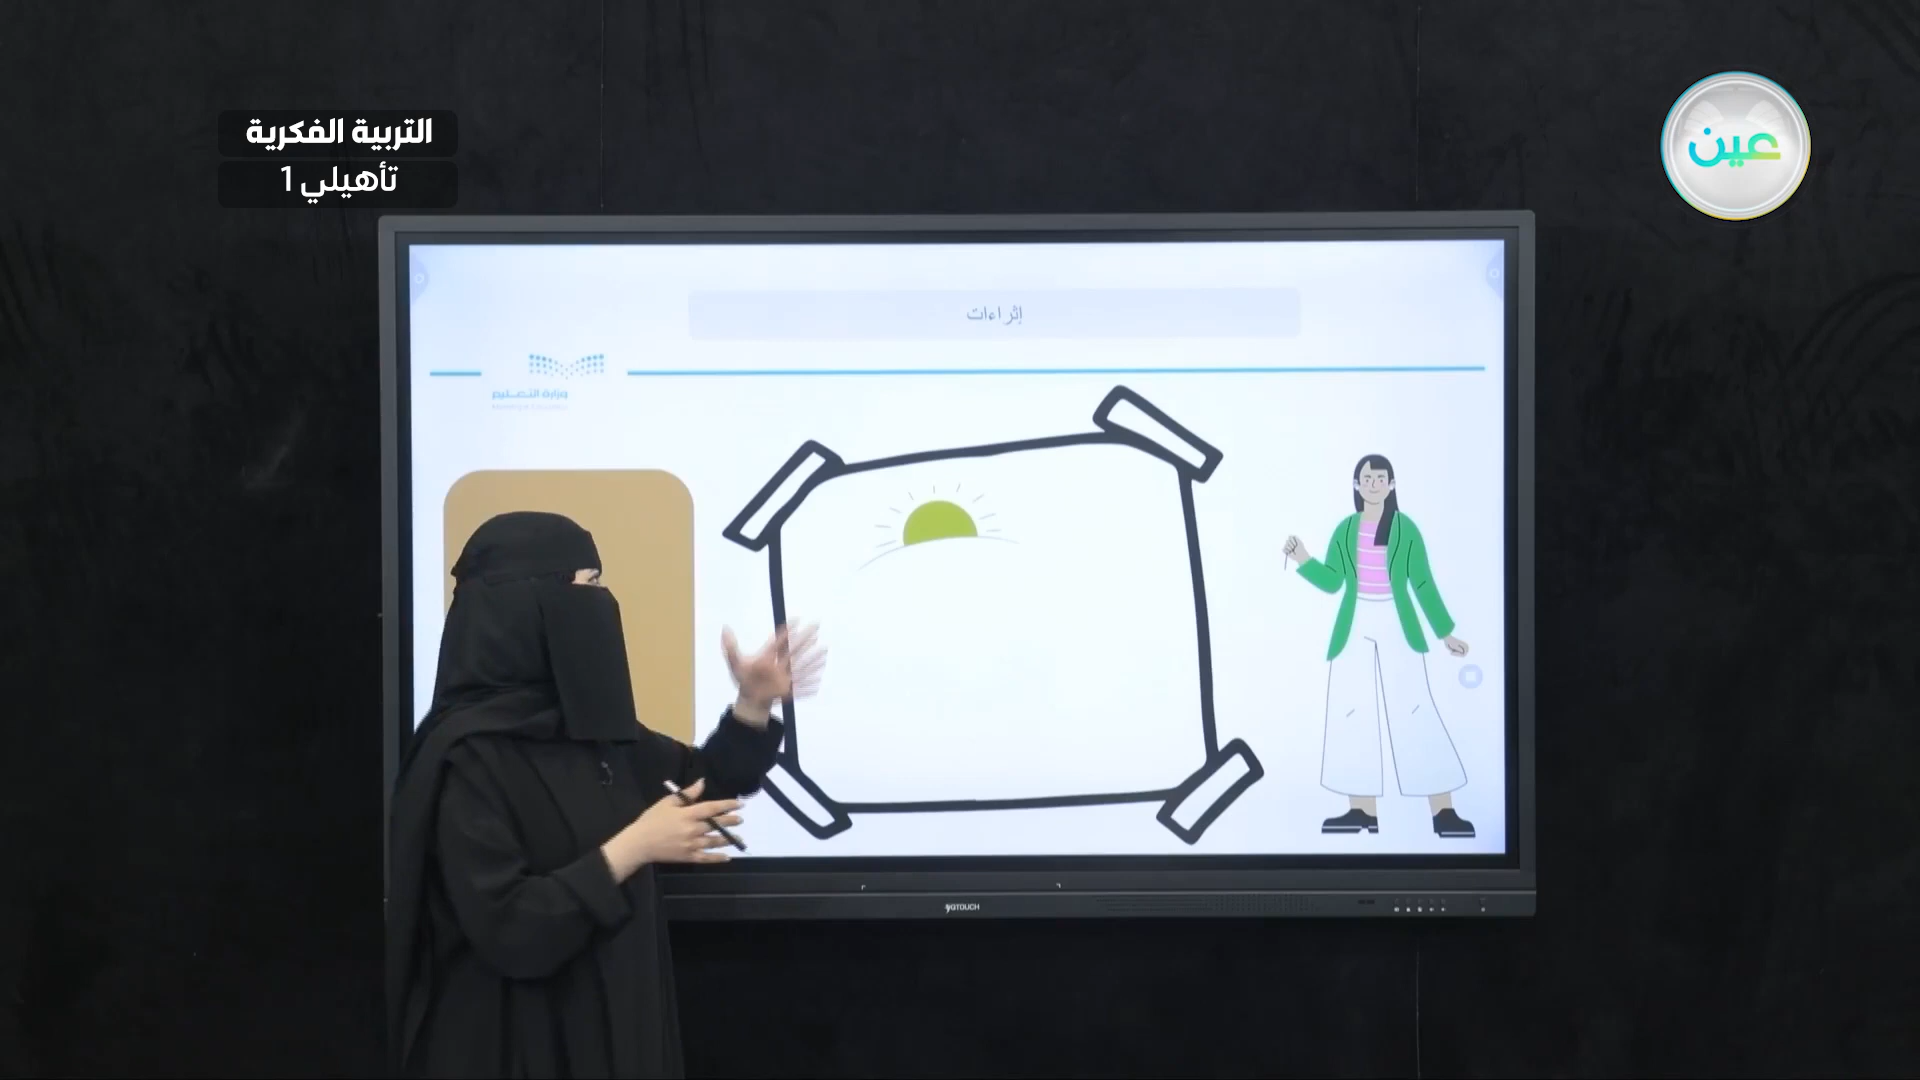 التربية الفكرية
تأهيلي 1
عين
إثراءات
وزارة التعليم